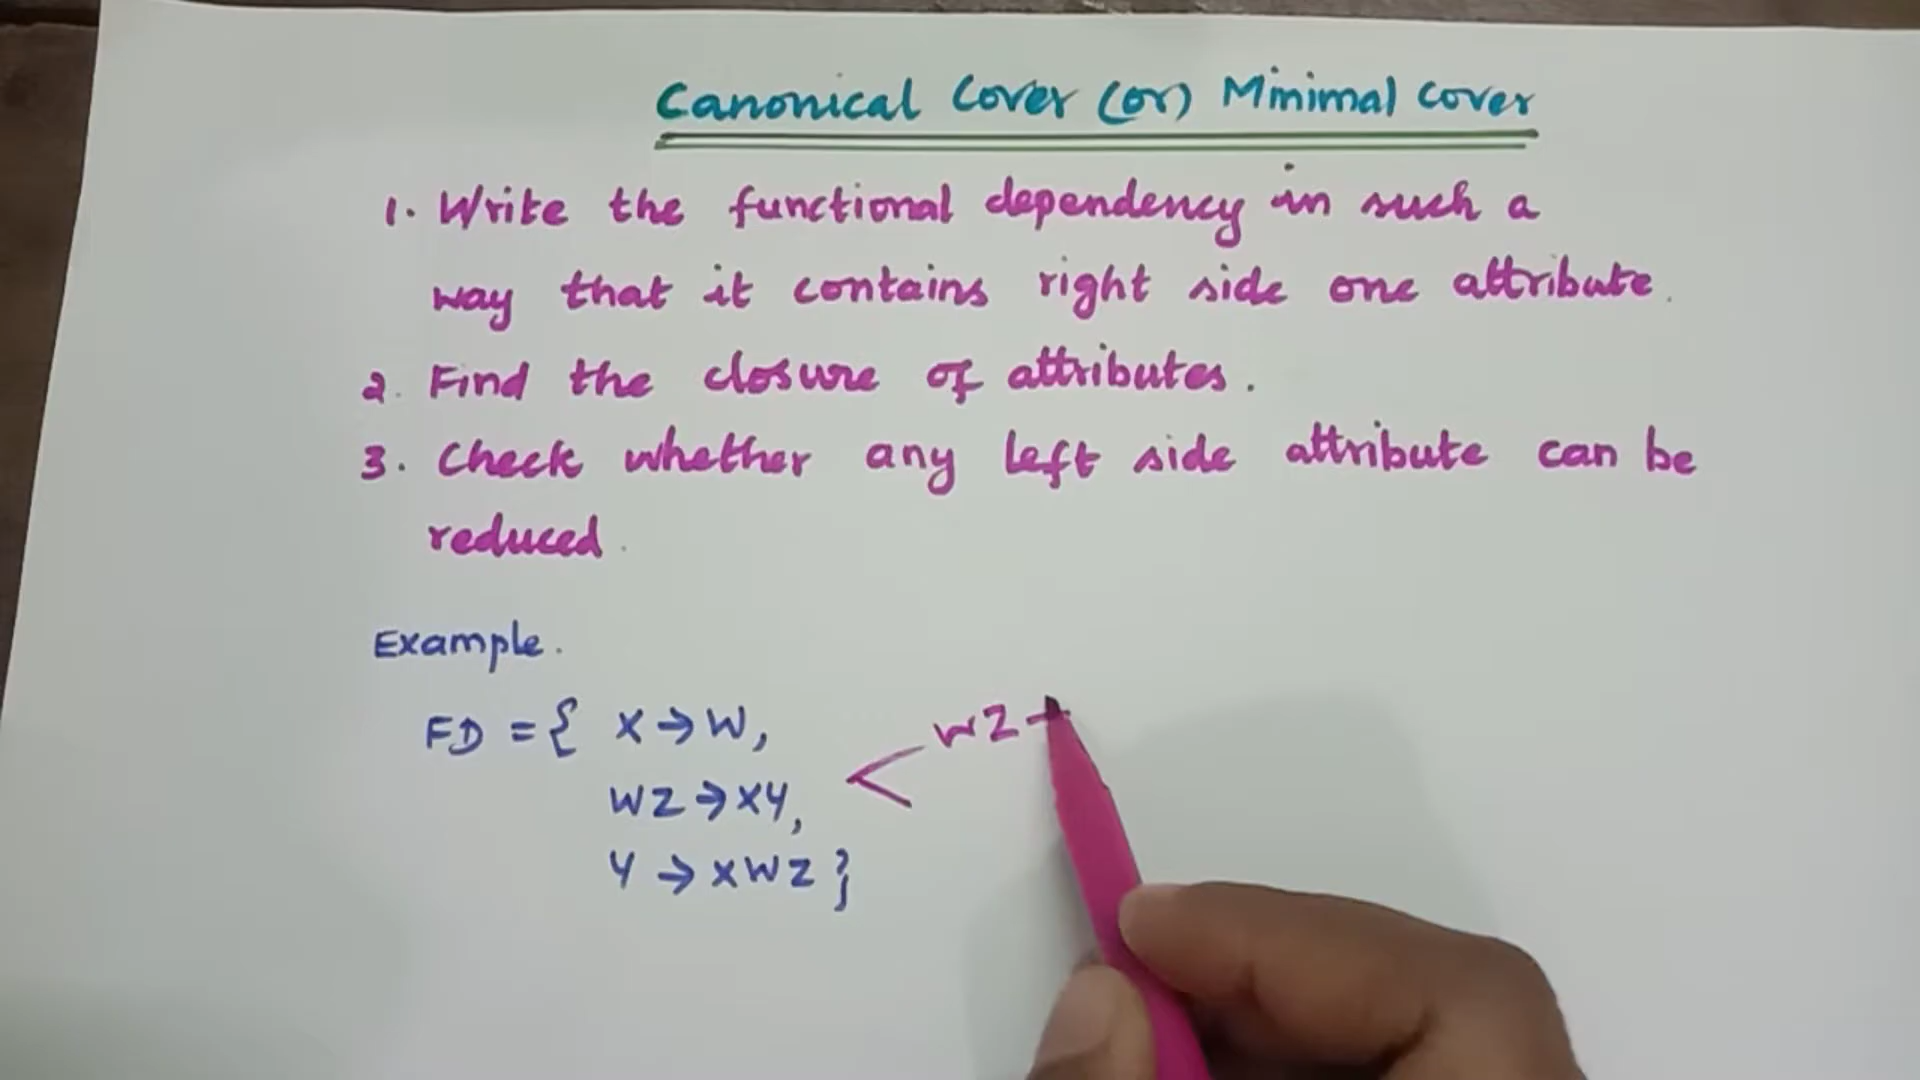 Canonical Cover (or) Minimal Cover
1. Write the functional dependency in such a
way that it contains right side one attribute.
2. Find the closure of attributes.
3. Check whether any left side attribute can be
reduced.
Example.
FD = { X → W,
WZ → XY,
Y → XWZ }
WZ -